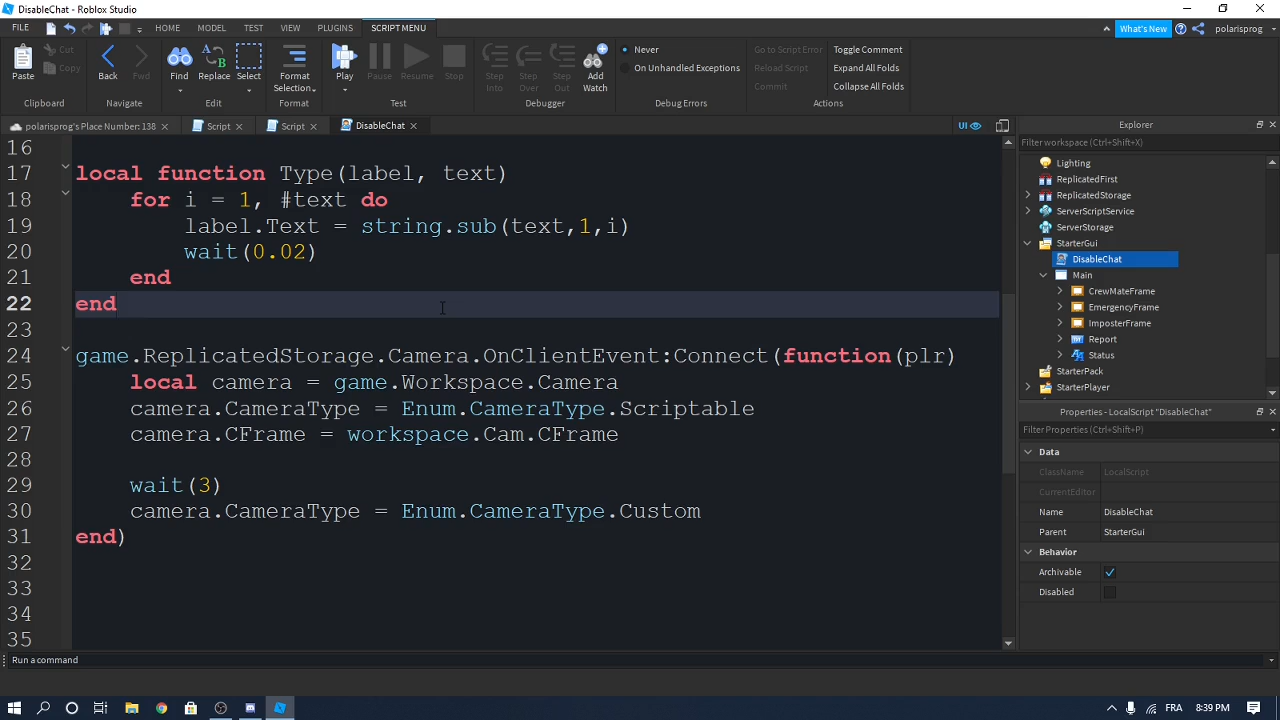 DisableChat - Roblox Studio
FILE HOME MODEL TEST VIEW PLUGINS SCRIPT MENU What's New polarisprog
Paste Cut Copy Back Fwd Find Replace Select Format Selection Play Pause Resume Stop Step Into Step Over Step Out Add Watch
Never
On Unhandled Exceptions
Go to Script Error
Reload Script
Commit
Toggle Comment
Expand All Folds
Collapse All Folds
Clipboard Navigate Edit Format Test Debugger Debug Errors Actions
polarisprog's Place Number: 138 Script Script DisableChat UI
16
17 local function Type(label, text)
18 for i = 1, #text do
19 label.Text = string.sub(text,1,i)
20 wait(0.02)
21 end
22 end
23
24 game.ReplicatedStorage.Camera.OnClientEvent:Connect(function(plr)
25 local camera = game.Workspace.Camera
26 camera.CameraType = Enum.CameraType.Scriptable
27 camera.CFrame = workspace.Cam.CFrame
28
29 wait(3)
30 camera.CameraType = Enum.CameraType.Custom
31 end)
32
33
34
35
Explorer
Filter workspace (Ctrl+Shift+X)
Lighting
ReplicatedFirst
ReplicatedStorage
ServerScriptService
ServerStorage
StarterGui
DisableChat
Main
CrewMateFrame
EmergencyFrame
ImposterFrame
Report
Status
StarterPack
StarterPlayer
Properties - LocalScript "DisableChat"
Filter Properties (Ctrl+Shift+P)
Data
ClassName LocalScript
CurrentEditor
Name DisableChat
Parent StarterGui
Behavior
Archivable
Disabled
Run a command
FRA 8:39 PM